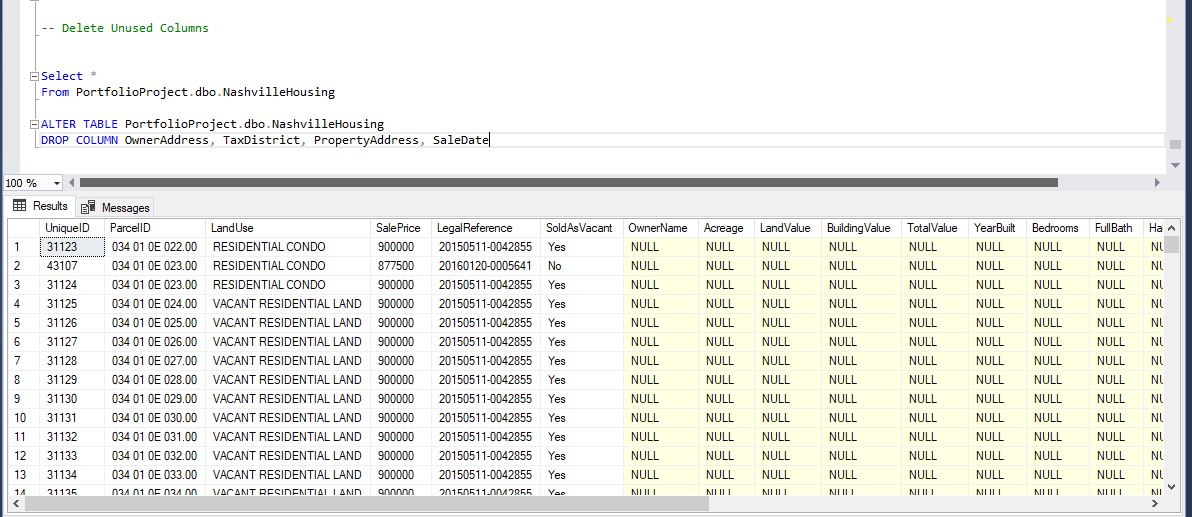 -- Delete Unused Columns
Select *
From PortfolioProject.dbo.NashvilleHousing
ALTER TABLE PortfolioProject.dbo.NashvilleHousing
DROP COLUMN OwnerAddress, TaxDistrict, PropertyAddress, SaleDate
100 %
Results Messages
UniqueID ParcelID LandUse SalePrice LegalReference SoldAsVacant OwnerName Acreage LandValue BuildingValue TotalValue YearBuilt Bedrooms FullBath Ha
1 31123 034 01 0E 022.00 RESIDENTIAL CONDO 900000 20150511-0042855 Yes NULL NULL NULL NULL NULL NULL NULL NULL NU
2 43107 034 01 0E 023.00 RESIDENTIAL CONDO 877500 20160120-0005641 No NULL NULL NULL NULL NULL NULL NULL NULL NU
3 31124 034 01 0E 023.00 RESIDENTIAL CONDO 900000 20150511-0042855 Yes NULL NULL NULL NULL NULL NULL NULL NULL NU
4 31125 034 01 0E 024.00 VACANT RESIDENTIAL LAND 900000 20150511-0042855 Yes NULL NULL NULL NULL NULL NULL NULL NULL NU
5 31126 034 01 0E 025.00 VACANT RESIDENTIAL LAND 900000 20150511-0042855 Yes NULL NULL NULL NULL NULL NULL NULL NULL NU
6 31127 034 01 0E 026.00 VACANT RESIDENTIAL LAND 900000 20150511-0042855 Yes NULL NULL NULL NULL NULL NULL NULL NULL NU
7 31128 034 01 0E 027.00 VACANT RESIDENTIAL LAND 900000 20150511-0042855 Yes NULL NULL NULL NULL NULL NULL NULL NULL NU
8 31129 034 01 0E 028.00 VACANT RESIDENTIAL LAND 900000 20150511-0042855 Yes NULL NULL NULL NULL NULL NULL NULL NULL NU
9 31130 034 01 0E 029.00 VACANT RESIDENTIAL LAND 900000 20150511-0042855 Yes NULL NULL NULL NULL NULL NULL NULL NULL NU
10 31131 034 01 0E 030.00 VACANT RESIDENTIAL LAND 900000 20150511-0042855 Yes NULL NULL NULL NULL NULL NULL NULL NULL NU
11 31132 034 01 0E 031.00 VACANT RESIDENTIAL LAND 900000 20150511-0042855 Yes NULL NULL NULL NULL NULL NULL NULL NULL NU
12 31133 034 01 0E 032.00 VACANT RESIDENTIAL LAND 900000 20150511-0042855 Yes NULL NULL NULL NULL NULL NULL NULL NULL NU
13 31134 034 01 0E 033.00 VACANT RESIDENTIAL LAND 900000 20150511-0042855 Yes NULL NULL NULL NULL NULL NULL NULL NULL NU
14 31135 034 01 0E 034.00 VACANT RESIDENTIAL LAND 900000 20150511-0042855 Yes NULL NULL NULL NULL NULL NULL NULL NULL NU